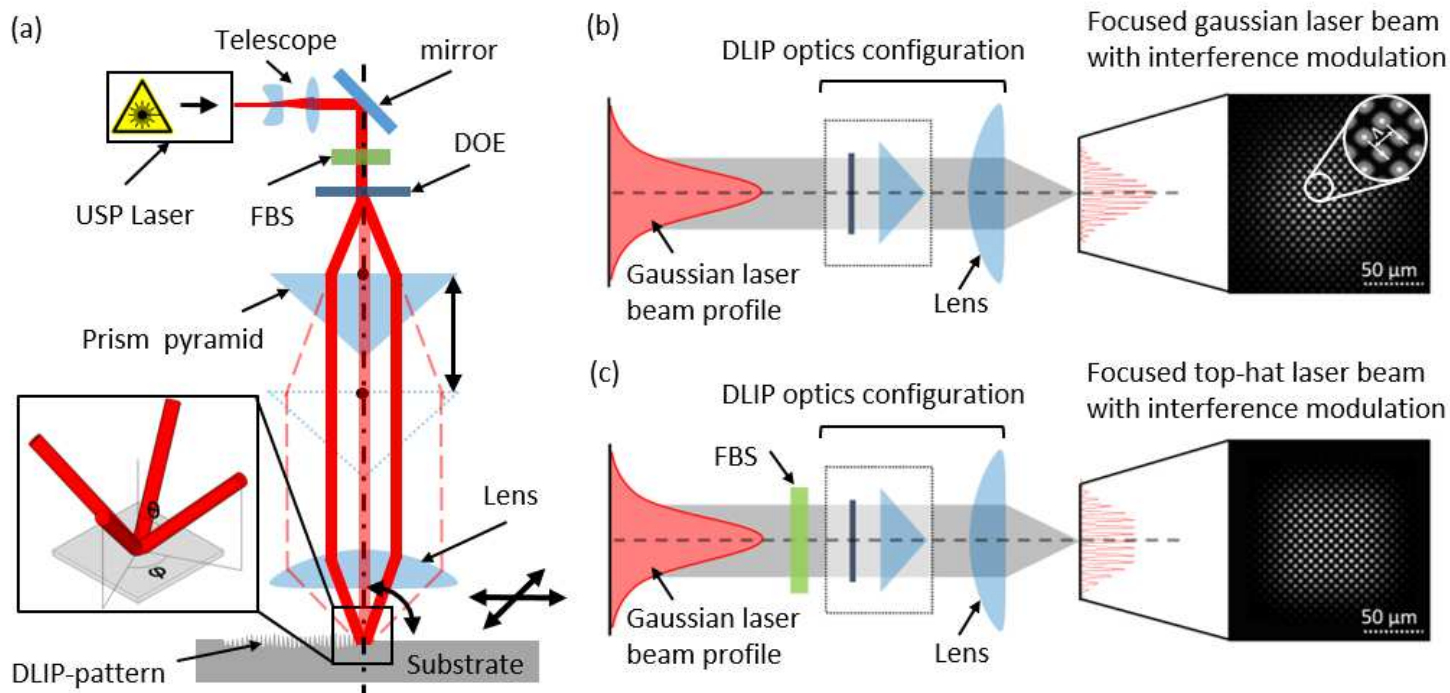 (a)
Telescope
mirror
DOE
USP Laser
FBS
Prism pyramid
Lens
θ
φ
DLIP-pattern
Substrate
(b)
DLIP optics configuration
Focused gaussian laser beam
with interference modulation
Gaussian laser
beam profile
Lens
Λ
50 μm
(c)
DLIP optics configuration
Focused top-hat laser beam
with interference modulation
FBS
Gaussian laser
beam profile
Lens
50 μm